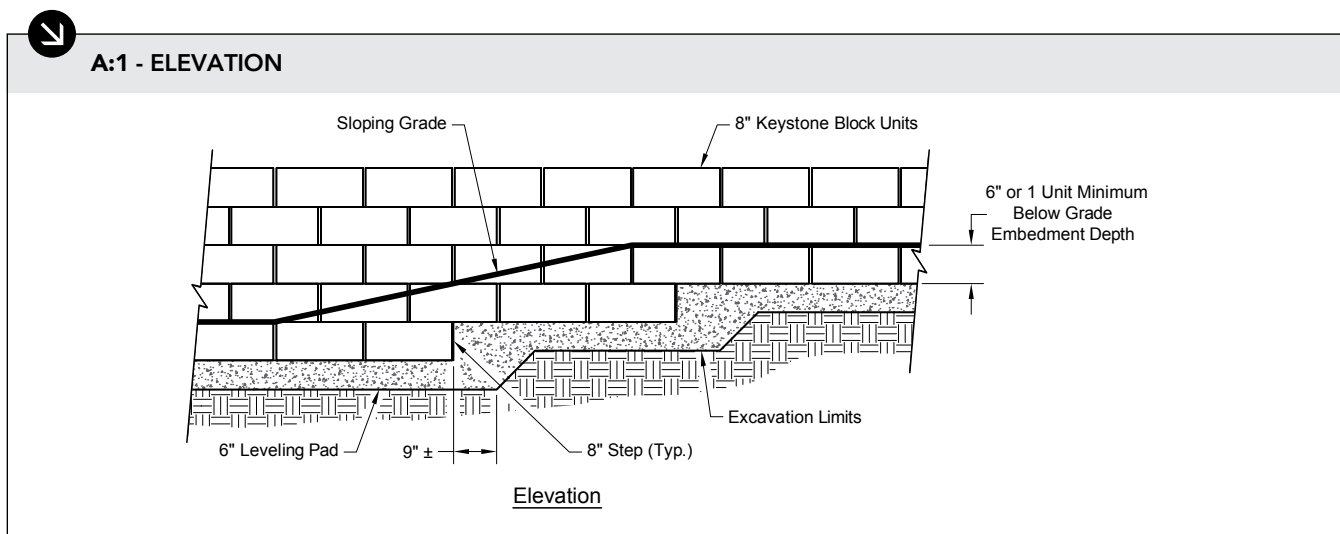 A:1 - ELEVATION
Sloping Grade
8" Keystone Block Units
6" or 1 Unit Minimum
Below Grade
Embedment Depth
Excavation Limits
6" Leveling Pad
9" ±
8" Step (Typ.)
Elevation